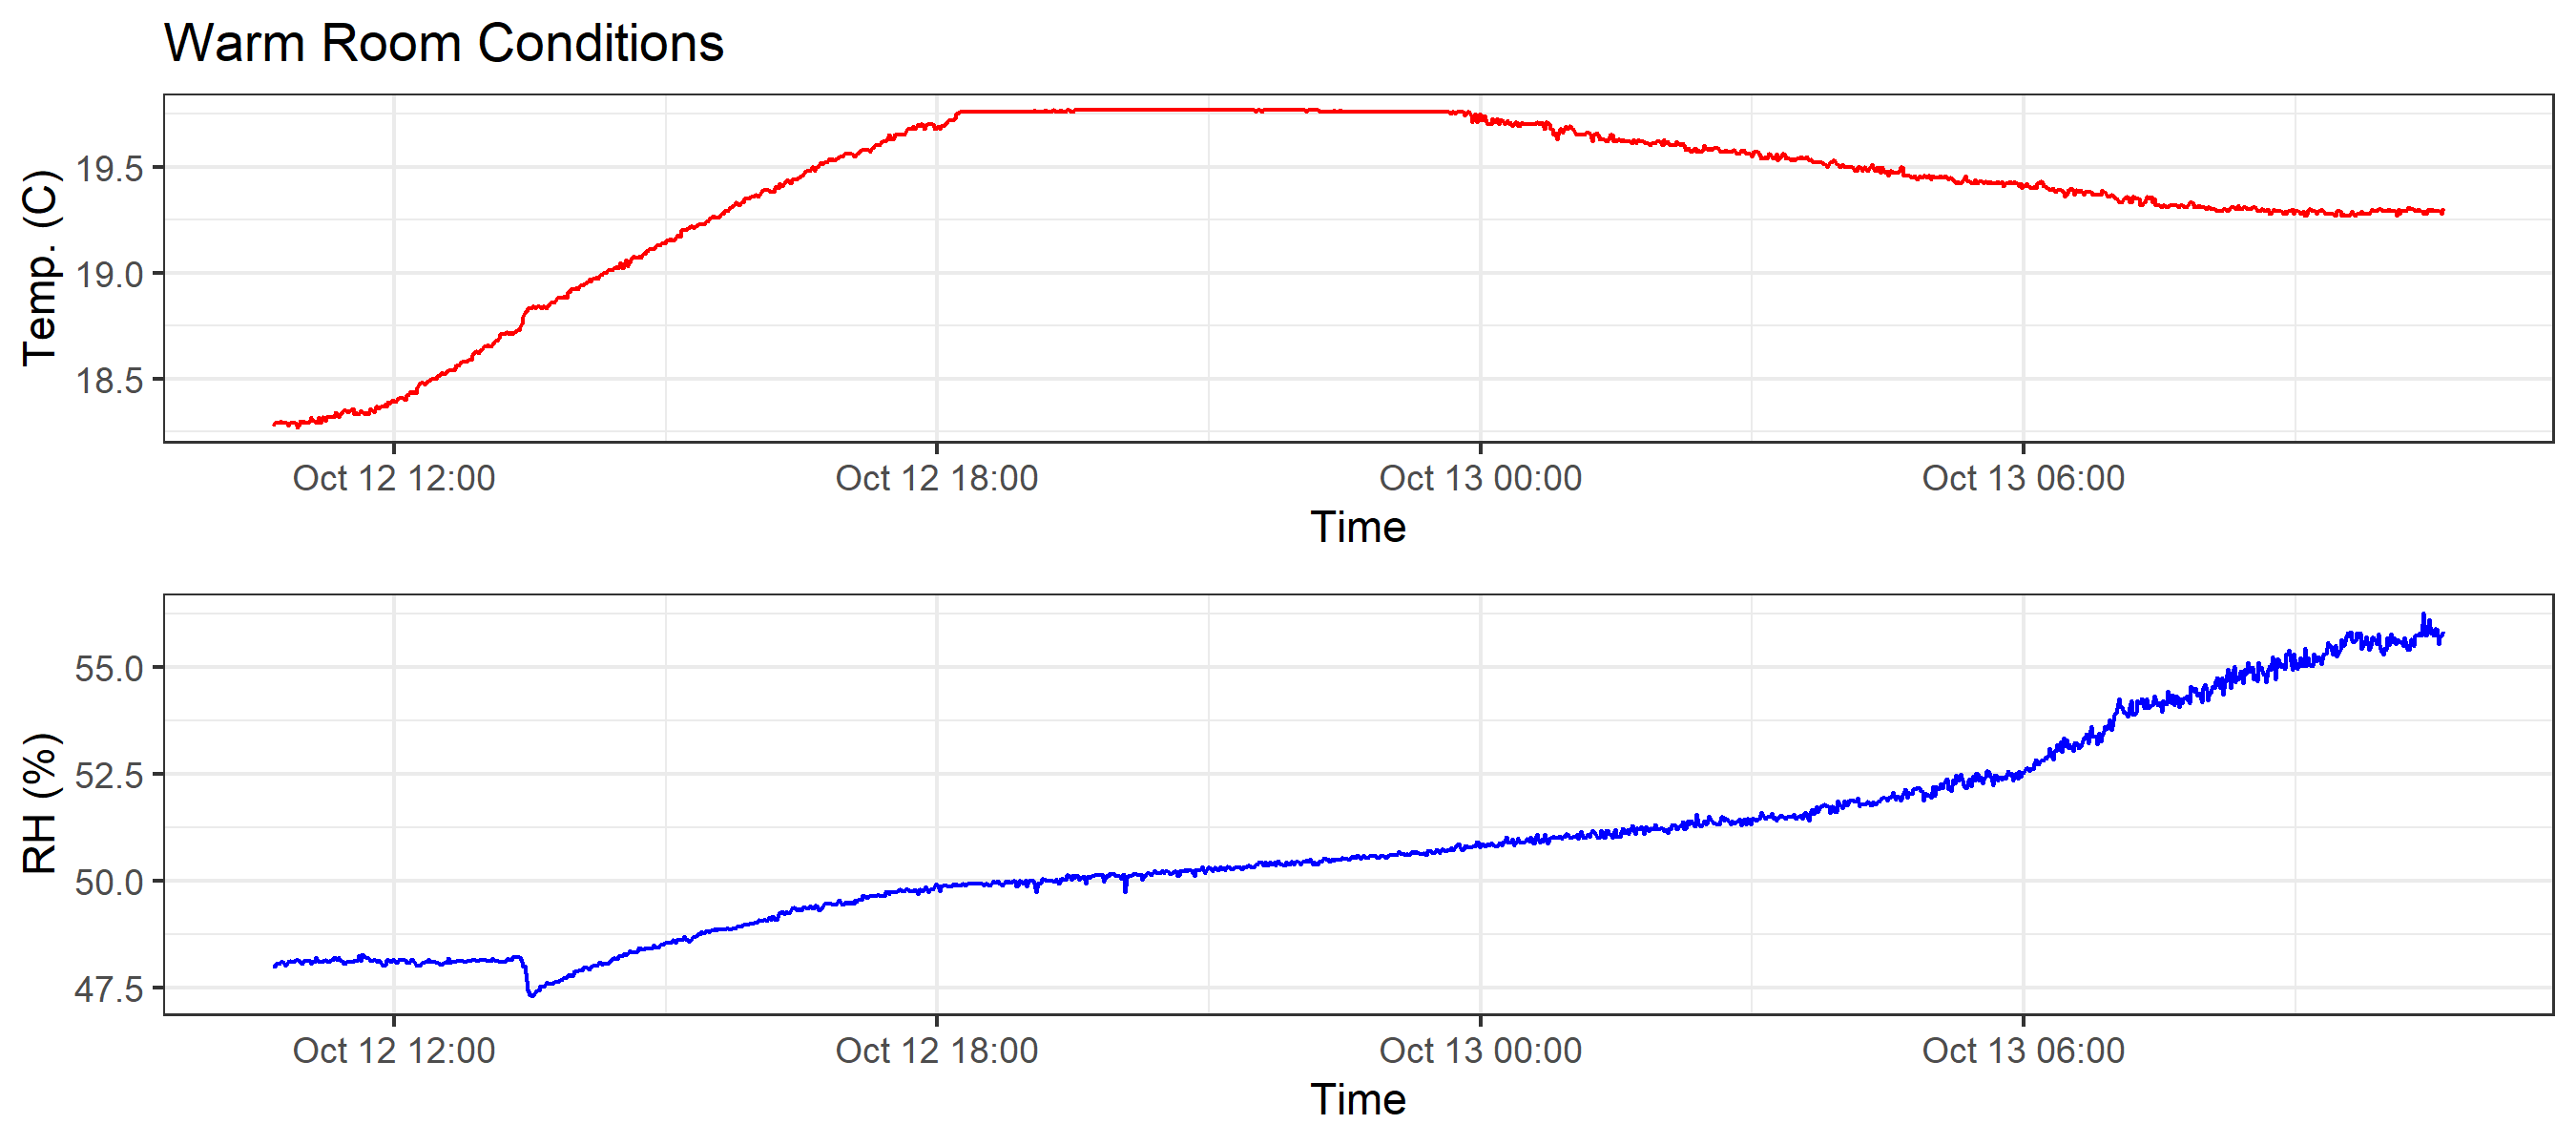 Warm Room Conditions
Temp. (C)
19.5
19.0
18.5
Oct 12 12:00 Oct 12 18:00 Oct 13 00:00 Oct 13 06:00
Time
RH (%)
55.0
52.5
50.0
47.5
Oct 12 12:00 Oct 12 18:00 Oct 13 00:00 Oct 13 06:00
Time